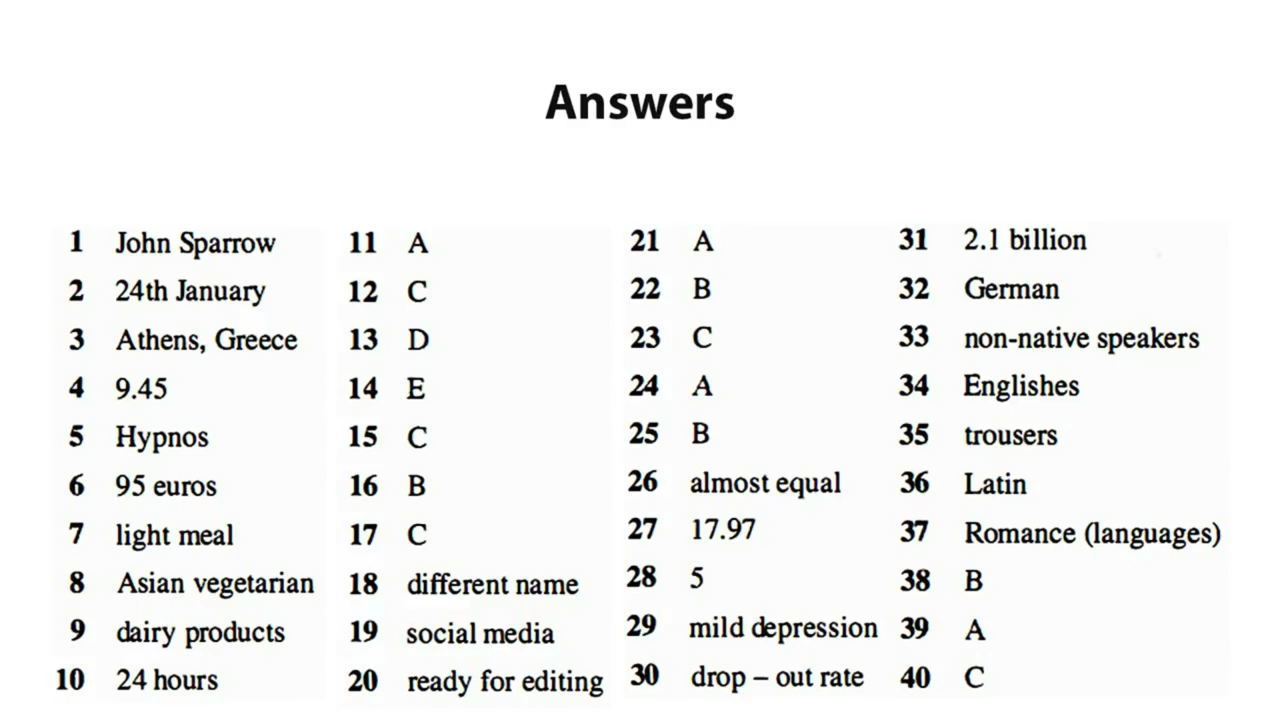 Answers
1 John Sparrow
2 24th January
3 Athens, Greece
4 9.45
5 Hypnos
6 95 euros
7 light meal
8 Asian vegetarian
9 dairy products
10 24 hours
11 A
12 C
13 D
14 E
15 C
16 B
17 C
18 different name
19 social media
20 ready for editing
21 A
22 B
23 C
24 A
25 B
26 almost equal
27 17.97
28 5
29 mild depression
30 drop – out rate
31 2.1 billion
32 German
33 non-native speakers
34 Englishes
35 trousers
36 Latin
37 Romance (languages)
38 B
39 A
40 C